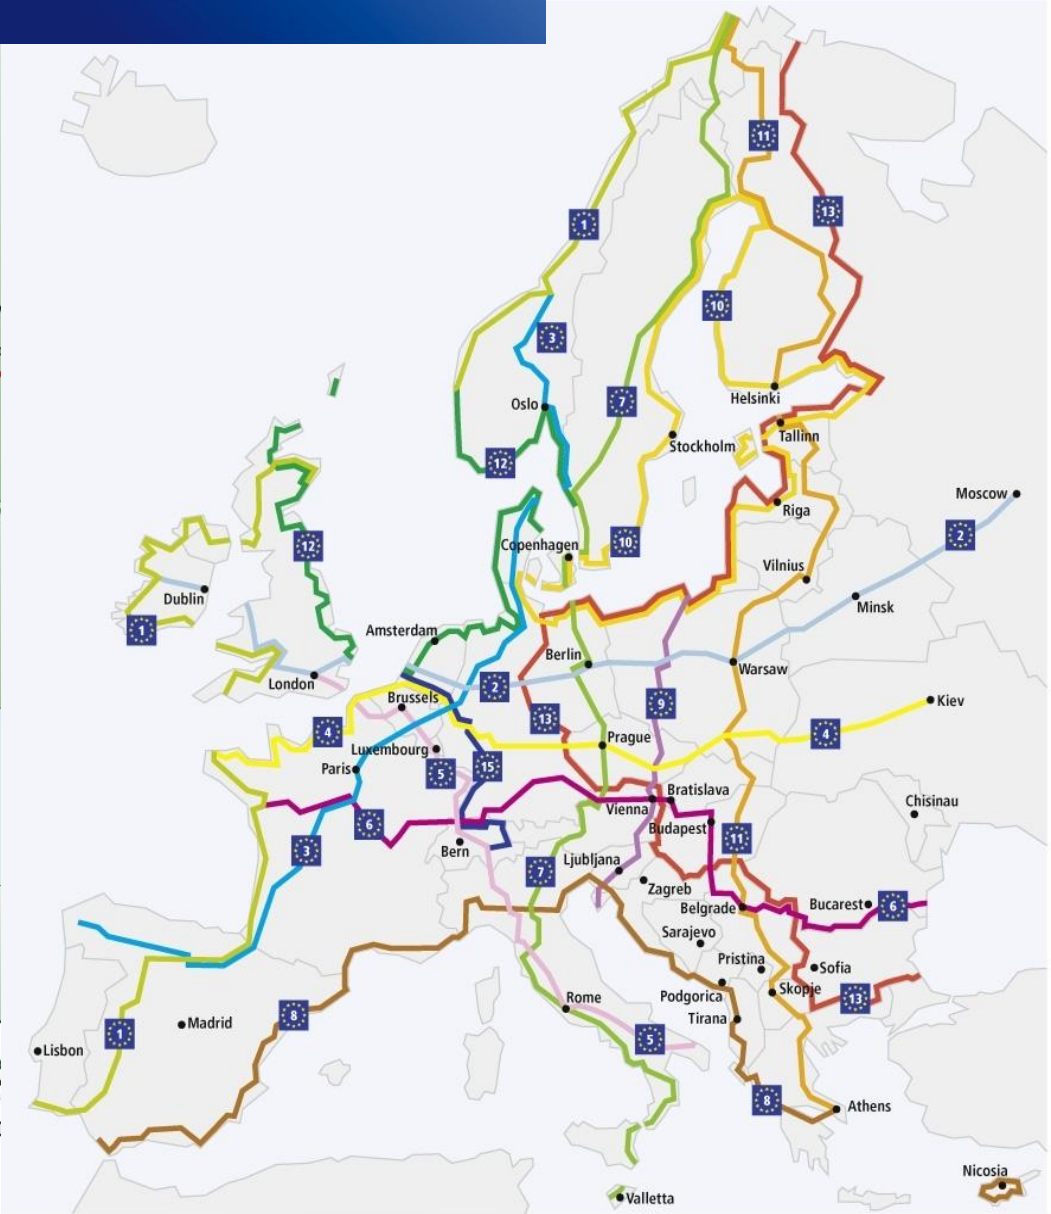 11
13
1
10
3
7
Helsinki
Oslo
Tallinn
Stockholm
12
Moscow
Riga
2
10
12
Copenhagen
Vilnius
Dublin
Minsk
1
Amsterdam
Berlin
Warsaw
London
2
Brussels
Kiev
9
13
4
4
Prague
Luxembourg
Paris
5
15
Bratislava
Chisinau
Vienna
6
Budapest
11
3
Bern
7
Ljubljana
Zagreb
Bucarest
6
Belgrade
Sarajevo
Pristina
Sofia
Skopje
Podgorica
13
Rome
8
Tirana
Madrid
1
5
Lisbon
8
Athens
Nicosia
Valletta